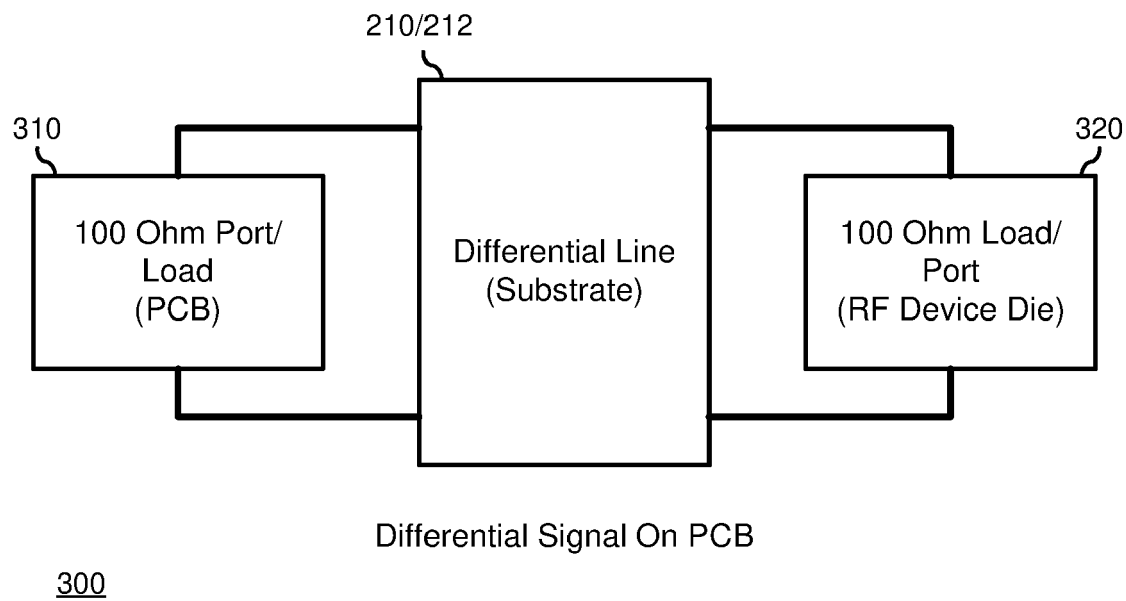 210/212
310
320
100 Ohm Port/
Load
(PCB)
Differential Line
(Substrate)
100 Ohm Load/
Port
(RF Device Die)
Differential Signal On PCB
300